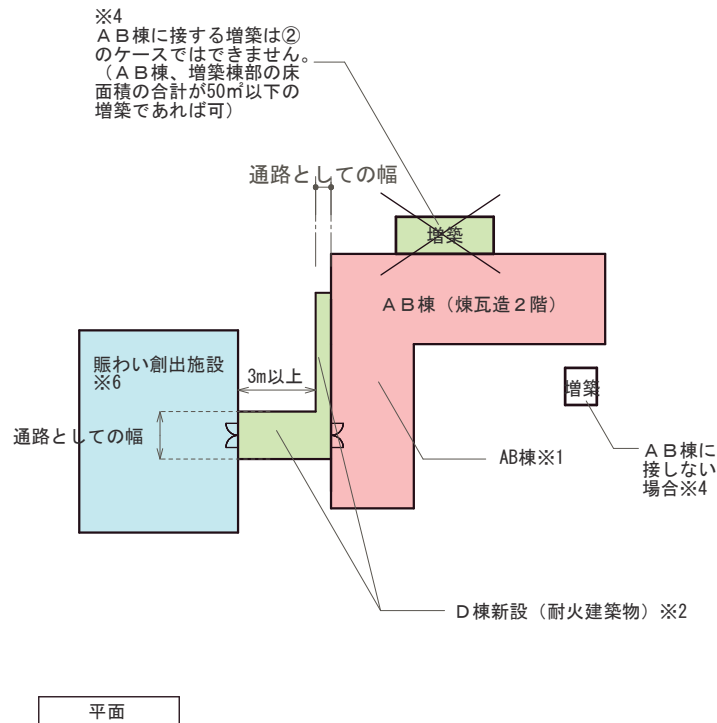 ※4
ＡＢ棟に接する増築は②
のケースではできません。
（ＡＢ棟、増築棟部の床
面積の合計が50㎡以下の
増築であれば可）
通路としての幅
増築
ＡＢ棟（煉瓦造２階）
賑わい創出施設
※6
3m以上
増築
通路としての幅
AB棟※1
ＡＢ棟に
接しない
場合※4
Ｄ棟新設（耐火建築物）※2
平面